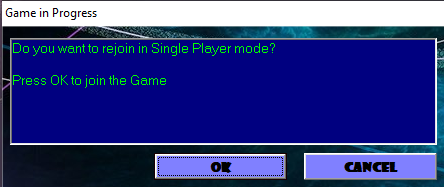 Game in Progress
Do you want to rejoin in Single Player mode?
Press OK to join the Game
OK
CANCEL